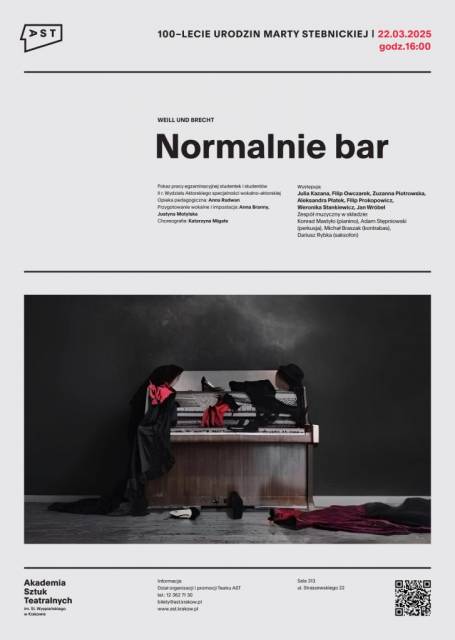 AST
100-LECIE URODZIN MARTY STEBNICKIEJ | 22.03.2025
godz.16:00
WEILL UND BRECHT
Normalnie bar
Pokaz pracy egzaminacyjnej studentek i studentów
II r. Wydziału Aktorskiego specjalności wokalno-aktorskiej
Opieka pedagogiczna: Anna Radwan
Przygotowanie wokalne i impostacja: Anna Branny,
Justyna Motylska
Choreografia: Katarzyna Migała
Występują:
Julia Kazana, Filip Owczarek, Zuzanna Piotrowska,
Aleksandra Płatek, Filip Prokopowicz,
Weronika Stankiewicz, Jan Wróbel
Zespół muzyczny w składzie:
Konrad Mastyło (pianino), Adam Stępniowski
(perkusja), Michał Braszak (kontrabas),
Dariusz Rybka (saksofon)
Akademia
Sztuk
Teatralnych
im. St. Wyspiańskiego
w Krakowie
Informacje:
Dział organizacji i promocji Teatru AST
tel.: 12 362 71 30
bilety@ast.krakow.pl
www.ast.krakow.pl
Sala 313
ul. Straszewskiego 22